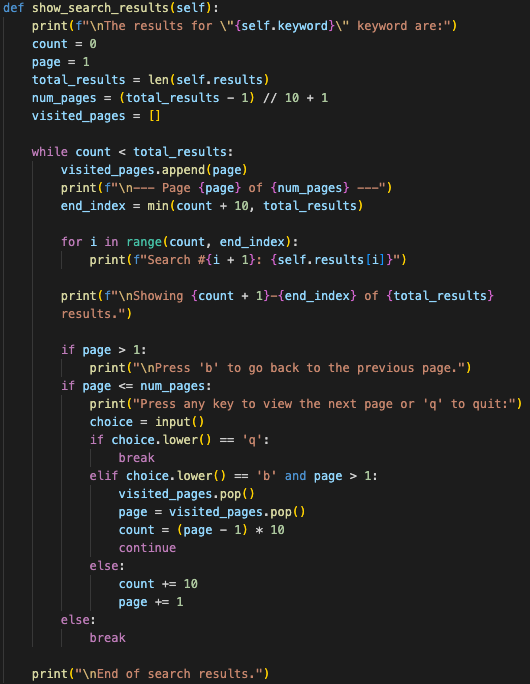 def show_search_results(self):
    print(f"\nThe results for \"{self.keyword}\" keyword are:")
    count = 0
    page = 1
    total_results = len(self.results)
    num_pages = (total_results - 1) // 10 + 1
    visited_pages = []

    while count < total_results:
        visited_pages.append(page)
        print(f"\n--- Page {page} of {num_pages} ---")
        end_index = min(count + 10, total_results)

        for i in range(count, end_index):
            print(f"Search #{i + 1}: {self.results[i]}")

        print(f"\nShowing {count + 1}-{end_index} of {total_results}
        results.")

        if page > 1:
            print("\nPress 'b' to go back to the previous page.")
        if page <= num_pages:
            print("Press any key to view the next page or 'q' to quit:")
            choice = input()
            if choice.lower() == 'q':
                break
            elif choice.lower() == 'b' and page > 1:
                visited_pages.pop()
                page = visited_pages.pop()
                count = (page - 1) * 10
                continue
            else:
                count += 10
                page += 1
        else:
            break

    print("\nEnd of search results.")